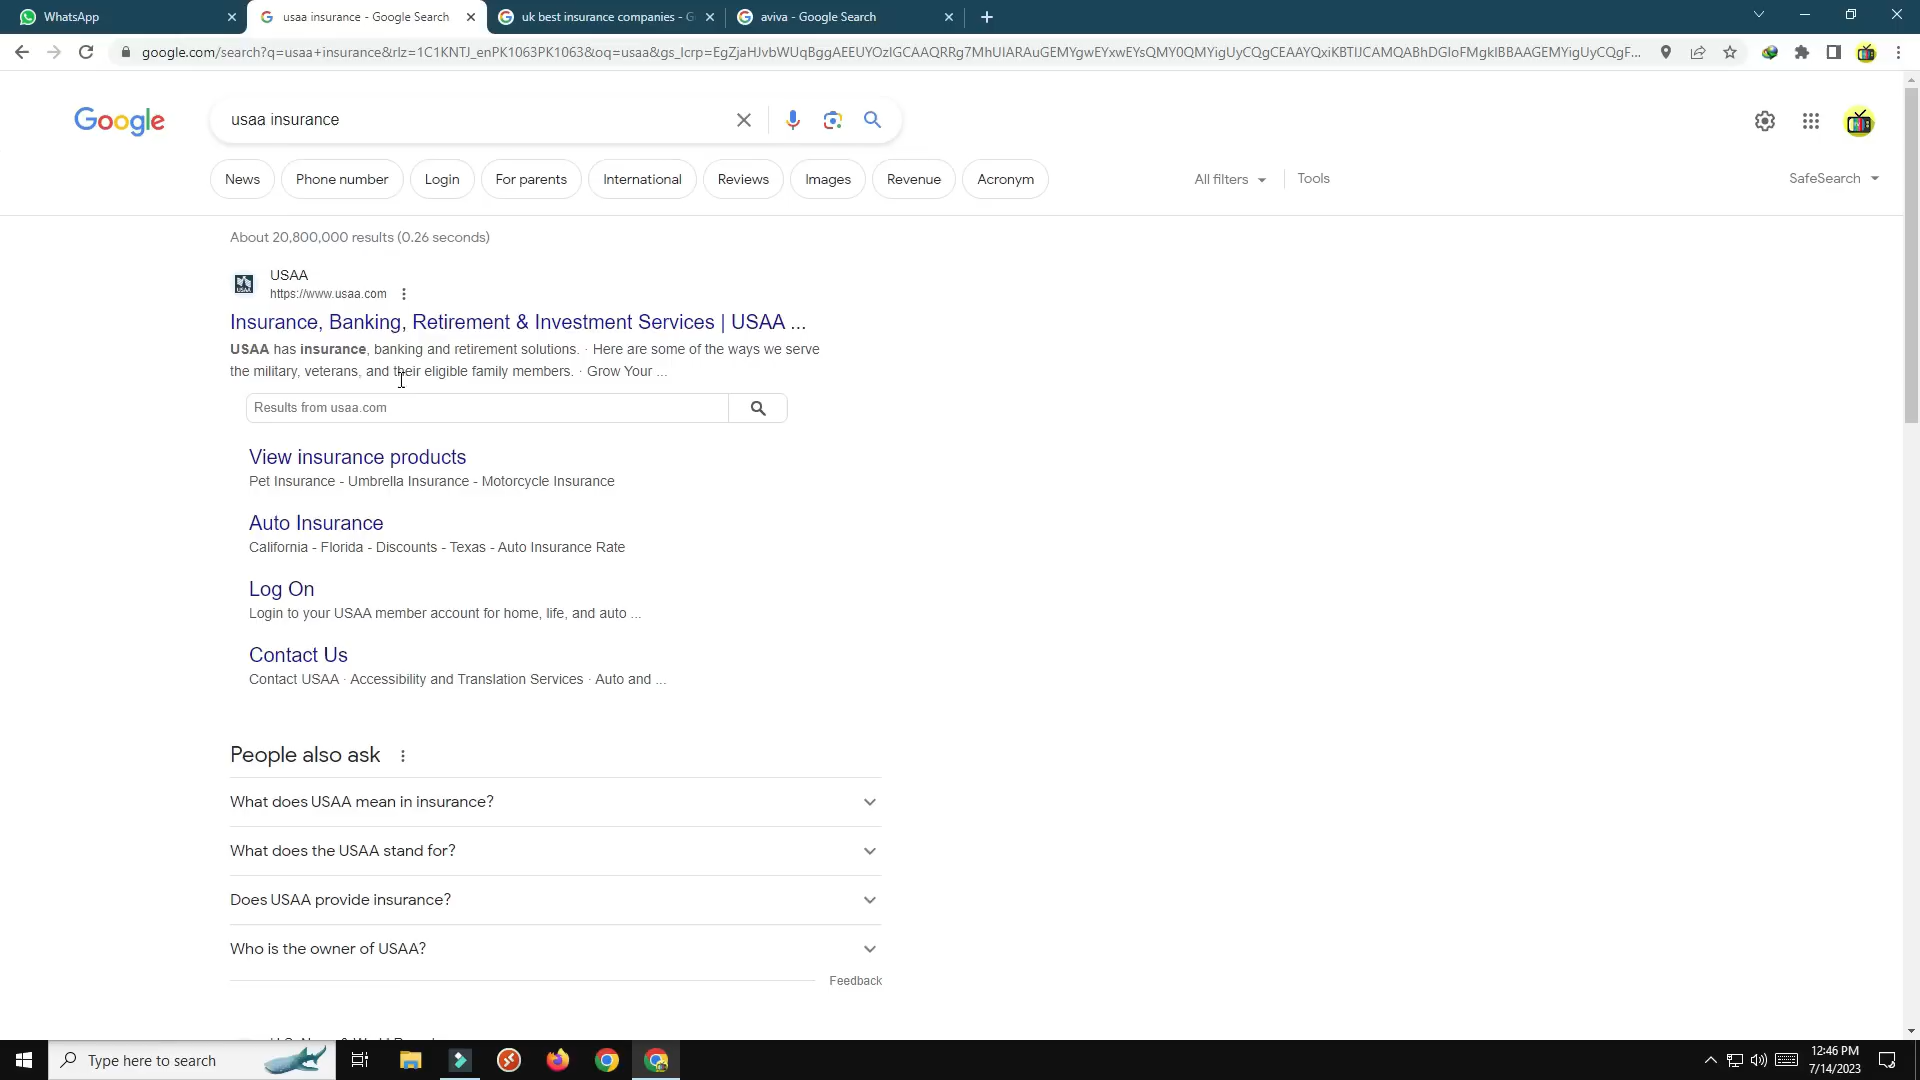 WhatsApp
usaa insurance - Google Search
uk best insurance companies - G
aviva - Google Search
google.com/search?q=usaa+insurance&rlz=1C1KNTJ_enPK1063PK1063&oq=usaa&gs_lcrp=EgZjaHJvbWUqBggAEEUYOzIGCAAQRRg7MhUIARAuGEMYgwEYxwEYsQMY0QMYigUyCQgCEAAYQxiKBTIJCAMQABhDGIoFMgkIBBAAGEMYigUyCQgF...
Google
usaa insurance
News
Phone number
Login
For parents
International
Reviews
Images
Revenue
Acronym
All filters
Tools
SafeSearch
About 20,800,000 results (0.26 seconds)
USAA
USAA
https://www.usaa.com
Insurance, Banking, Retirement & Investment Services | USAA ...
USAA has insurance, banking and retirement solutions. · Here are some of the ways we serve
the military, veterans, and their eligible family members. · Grow Your ...
Results from usaa.com
View insurance products
Pet Insurance - Umbrella Insurance - Motorcycle Insurance
Auto Insurance
California - Florida - Discounts - Texas - Auto Insurance Rate
Log On
Login to your USAA member account for home, life, and auto ...
Contact Us
Contact USAA · Accessibility and Translation Services · Auto and ...
People also ask
What does USAA mean in insurance?
What does the USAA stand for?
Does USAA provide insurance?
Who is the owner of USAA?
Feedback
Type here to search
12:46 PM
7/14/2023